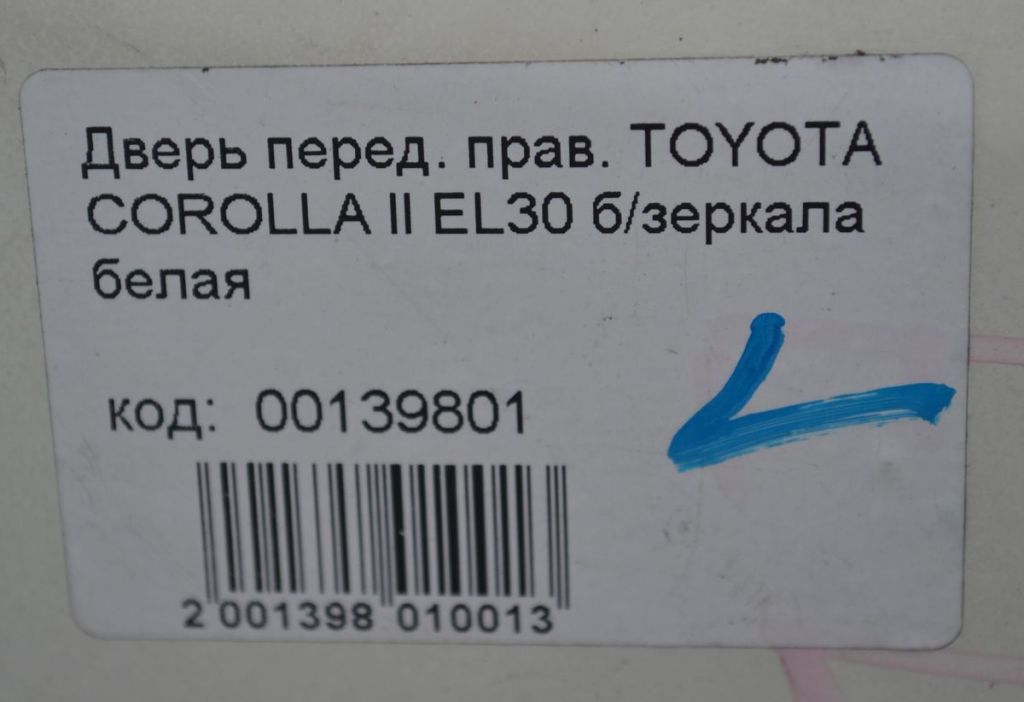 Дверь перед. прав. TOYOTA
COROLLA II EL30 б/зеркала
белая
код: 00139801
2 001398 010013